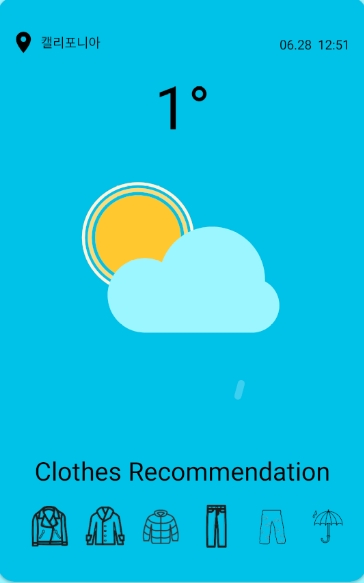 캘리포니아
06.28 12:51
1°
Clothes Recommendation